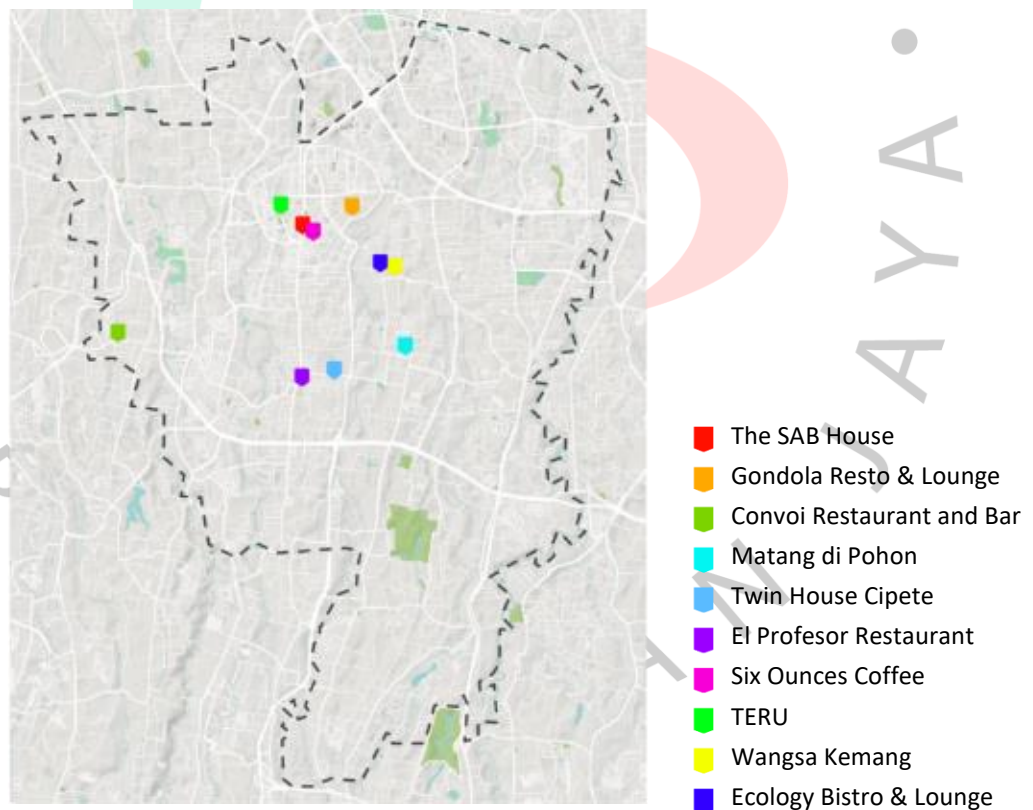 The SAB House
Gondola Resto & Lounge
Convoi Restaurant and Bar
Matang di Pohon
Twin House Cipete
El Profesor Restaurant
Six Ounces Coffee
TERU
Wangsa Kemang
Ecology Bistro & Lounge
JAYA